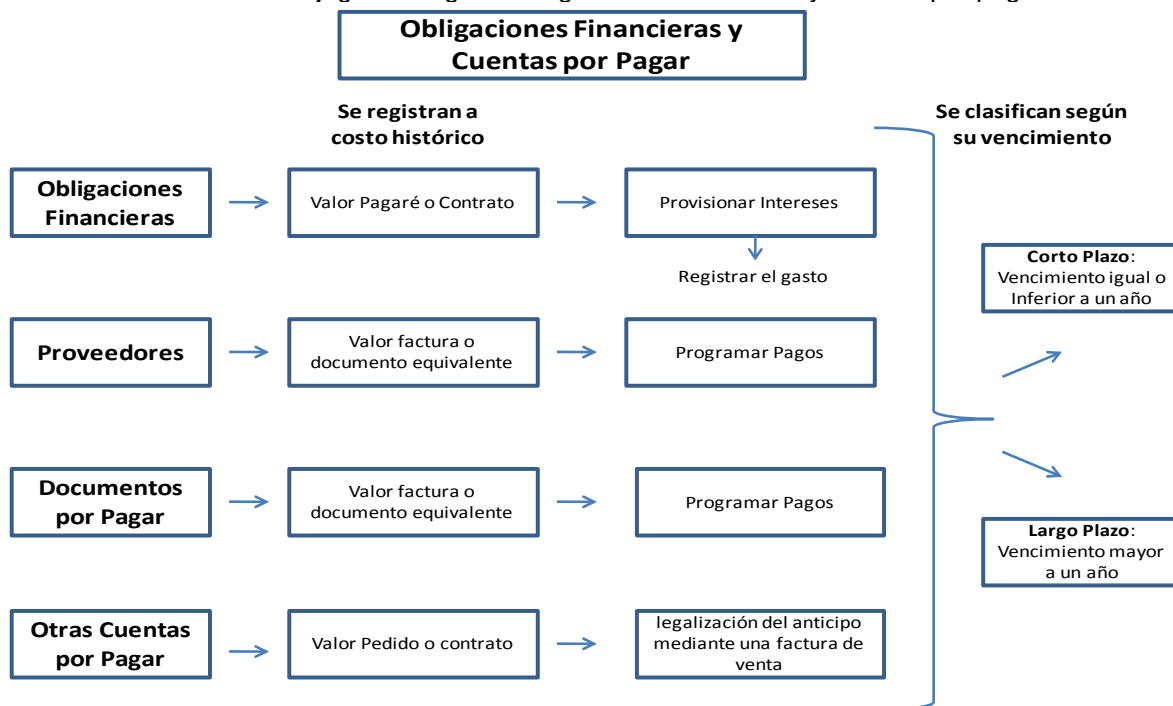 Obligaciones Financieras y
Cuentas por Pagar
Se registran a
costo histórico
Se clasifican según
su vencimiento
Obligaciones
Financieras
Valor Pagaré o Contrato
Provisionar Intereses
Registrar el gasto
Corto Plazo:
Vencimiento igual o
Inferior a un año
Proveedores
Valor factura o
documento equivalente
Programar Pagos
Documentos
por Pagar
Valor factura o
documento equivalente
Programar Pagos
Largo Plazo:
Vencimiento mayor
a un año
Otras Cuentas
por Pagar
Valor Pedido o contrato
legalización del anticipo
mediante una factura de
venta